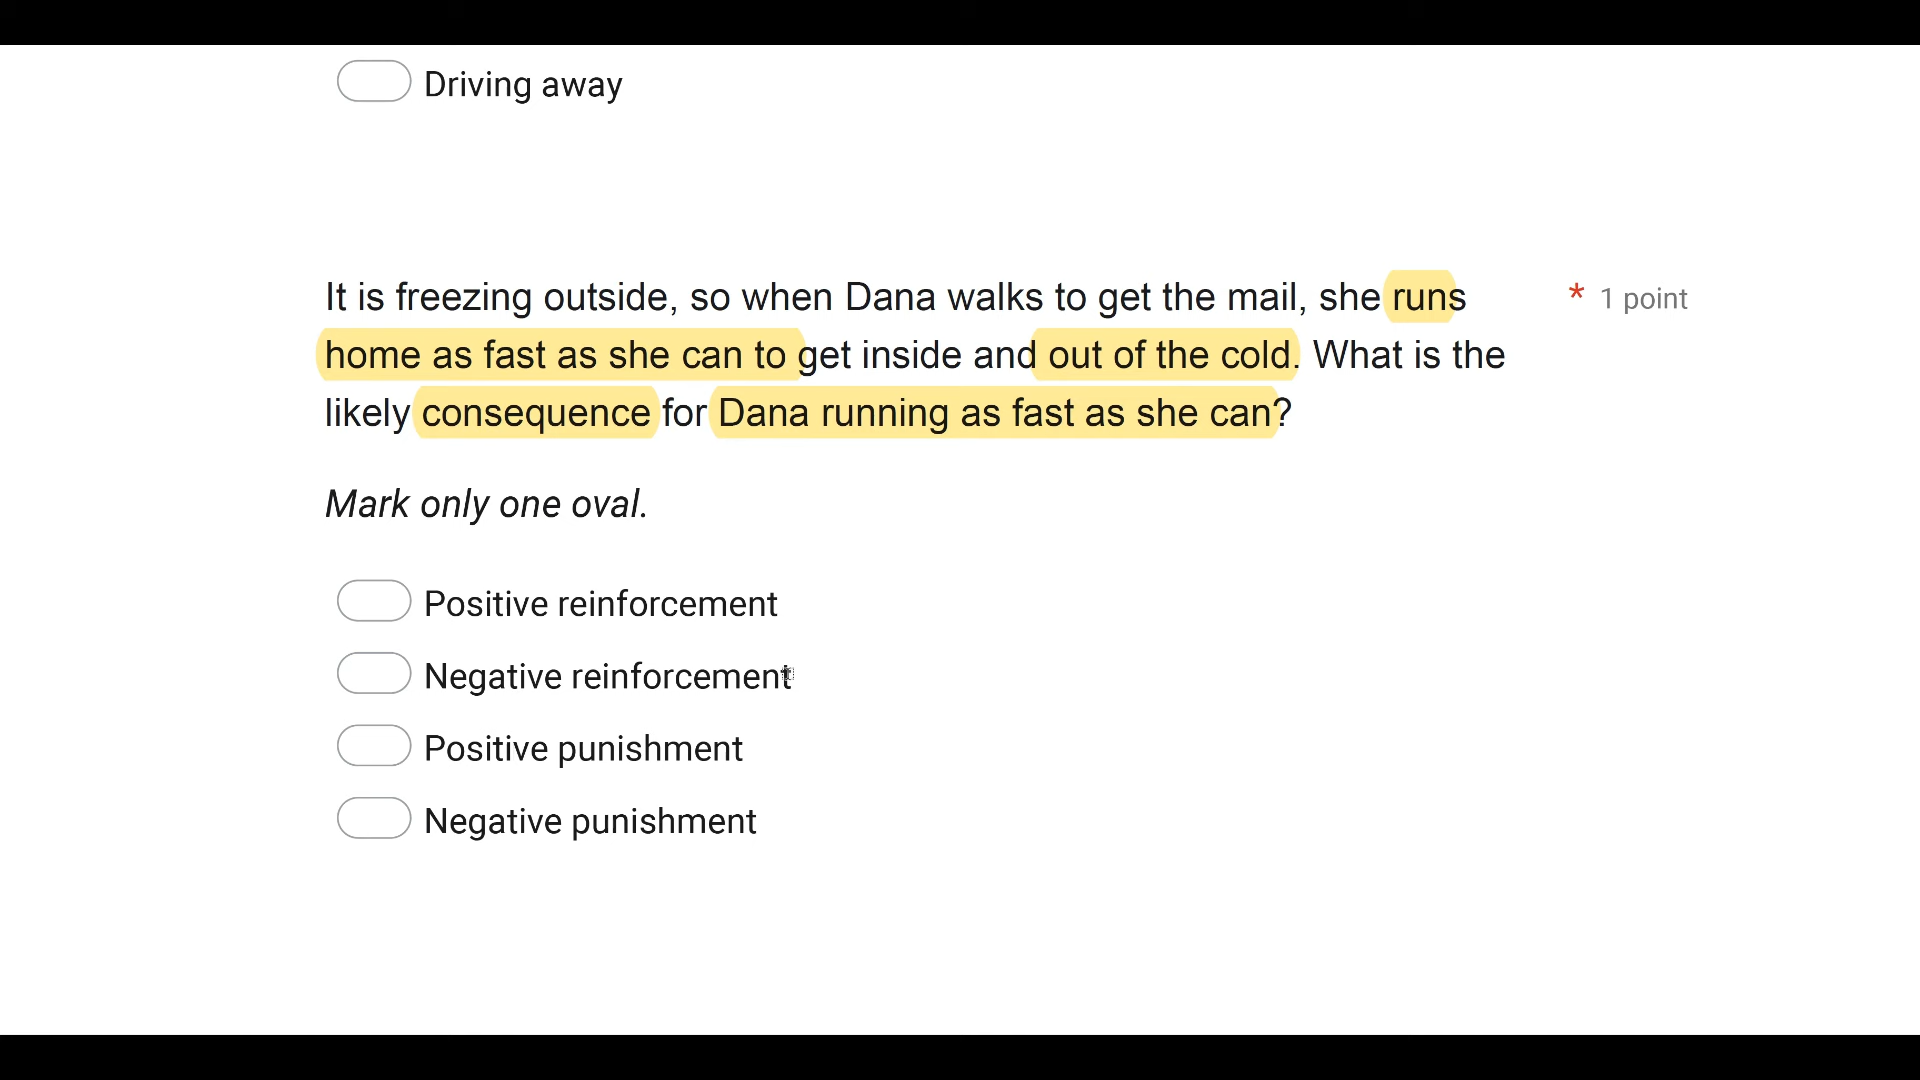 Driving away
It is freezing outside, so when Dana walks to get the mail, she runs
* 1 point
home as fast as she can to get inside and out of the cold. What is the
likely consequence for Dana running as fast as she can?
Mark only one oval.
Positive reinforcement
Negative reinforcement
Positive punishment
Negative punishment